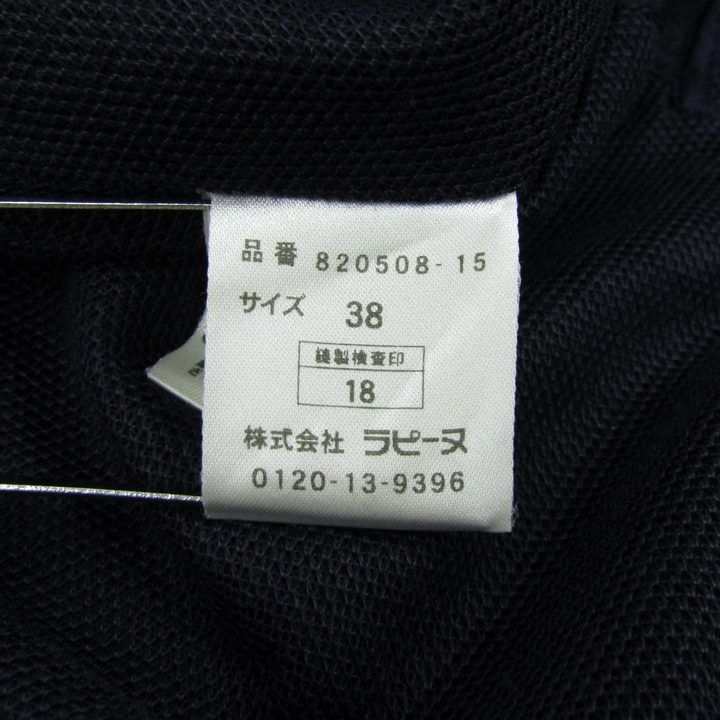 品番 820508-15
サイズ 38
縫製検査印
18
株式会社 ラピーヌ
0120-13-9396